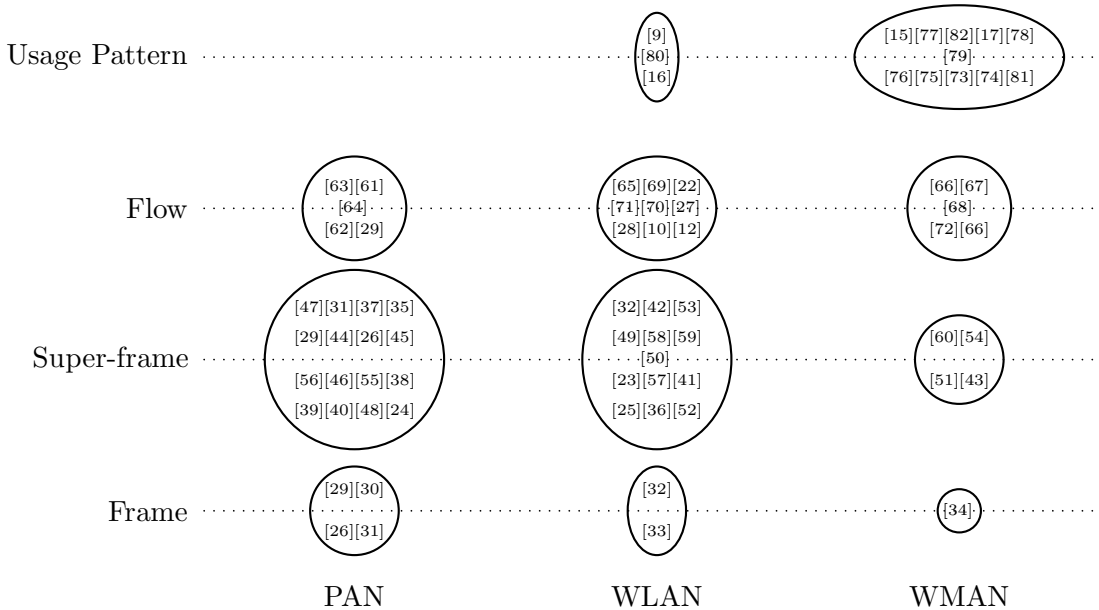 [9]
[15][77][82][17][78]
Usage Pattern [80] [79]
[16]
[76][75][73][74][81]
[63][61] [65][69][22] [66][67]
Flow [64] [71][70][27] [68]
[62][29] [28][10][12] [72][66]
[47][31][37][35] [32][42][53]
[29][44][26][45] [49][58][59] [60][54]
Super-frame [50]
[56][46][55][38] [23][57][41] [51][43]
[39][40][48][24] [25][36][52]
[29][30] [32]
Frame [34]
[26][31] [33]
PAN WLAN WMAN